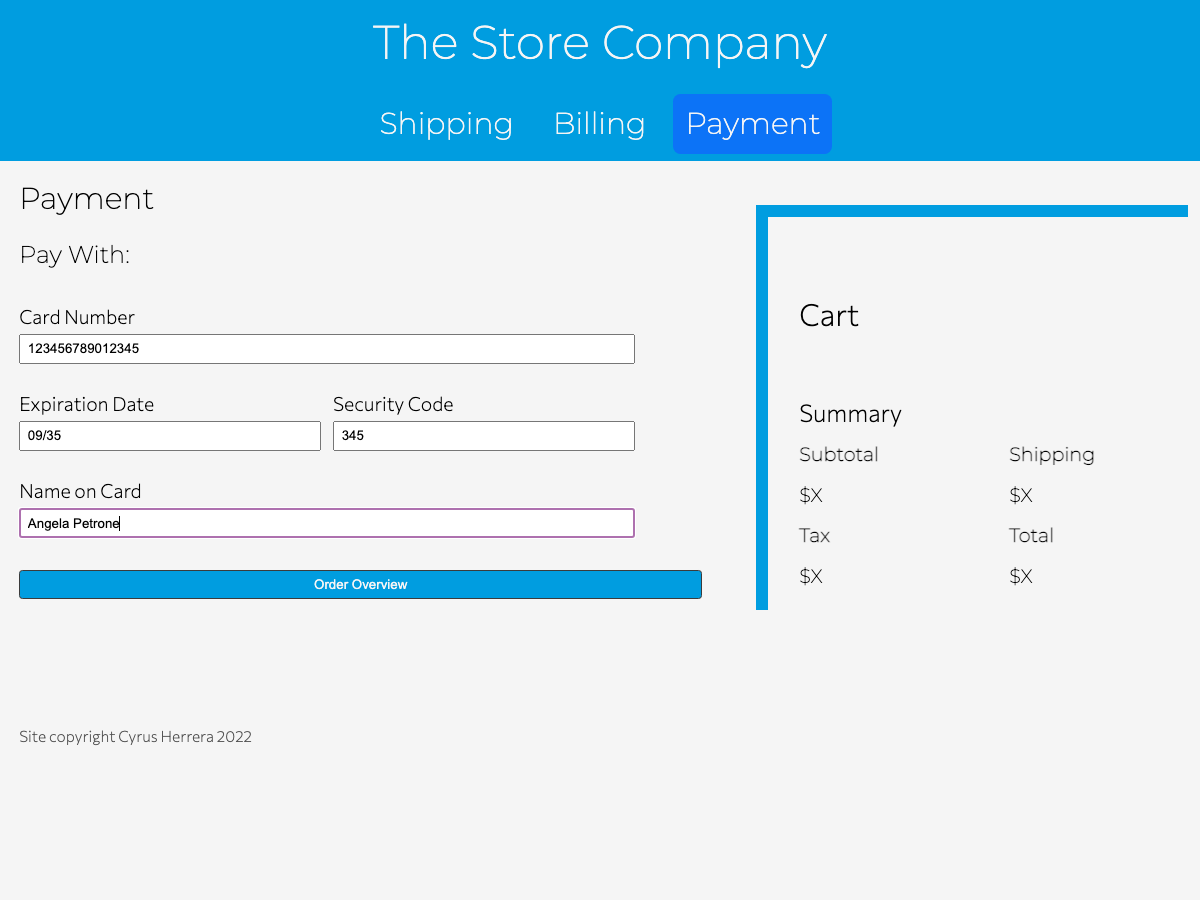 The Store Company
Shipping Billing Payment
Payment
Pay With:
Card Number
123456789012345
Expiration Date Security Code
09/35 345
Name on Card
Angela Petrone
Order Overview
Cart
Summary
Subtotal Shipping
$X $X
Tax Total
$X $X
Site copyright Cyrus Herrera 2022